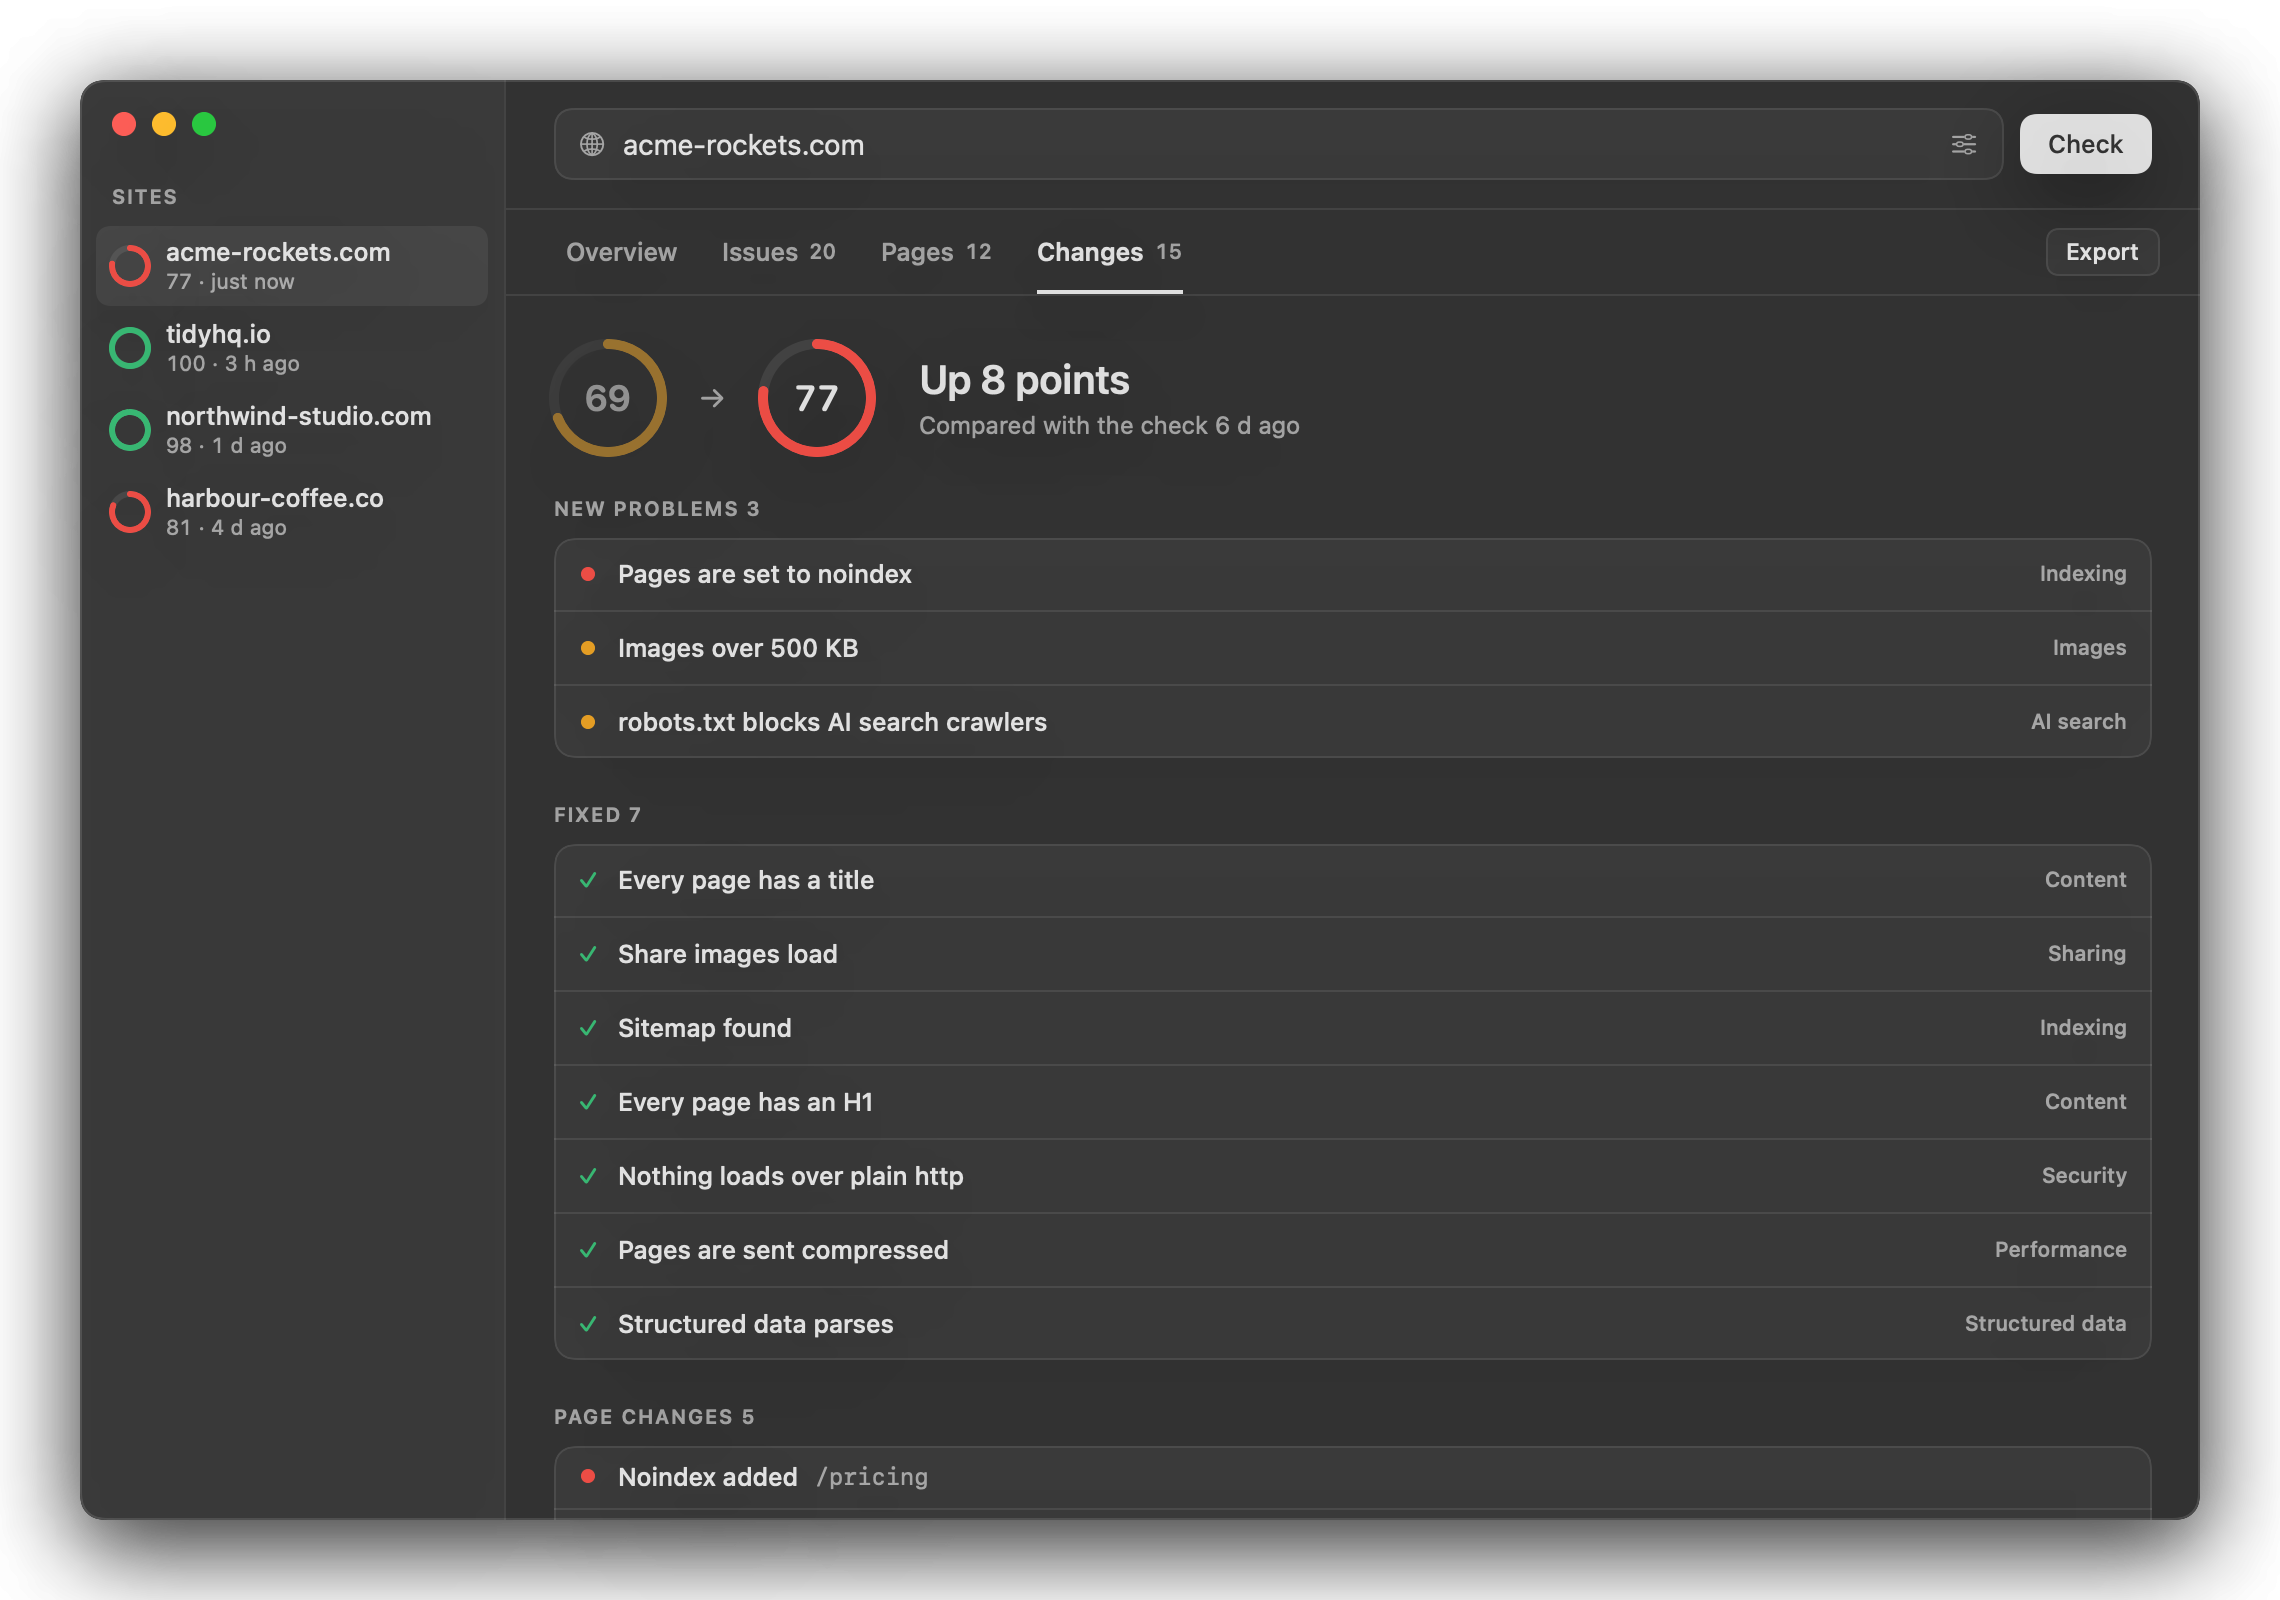 SITES
acme-rockets.com
77 · just now
tidyhq.io
100 · 3 h ago
northwind-studio.com
98 · 1 d ago
harbour-coffee.co
81 · 4 d ago
acme-rockets.com
Check
Overview Issues 20 Pages 12 Changes 15
Export
69 → 77
Up 8 points
Compared with the check 6 d ago
NEW PROBLEMS 3
Pages are set to noindex Indexing
Images over 500 KB Images
robots.txt blocks AI search crawlers AI search
FIXED 7
Every page has a title Content
Share images load Sharing
Sitemap found Indexing
Every page has an H1 Content
Nothing loads over plain http Security
Pages are sent compressed Performance
Structured data parses Structured data
PAGE CHANGES 5
Noindex added /pricing